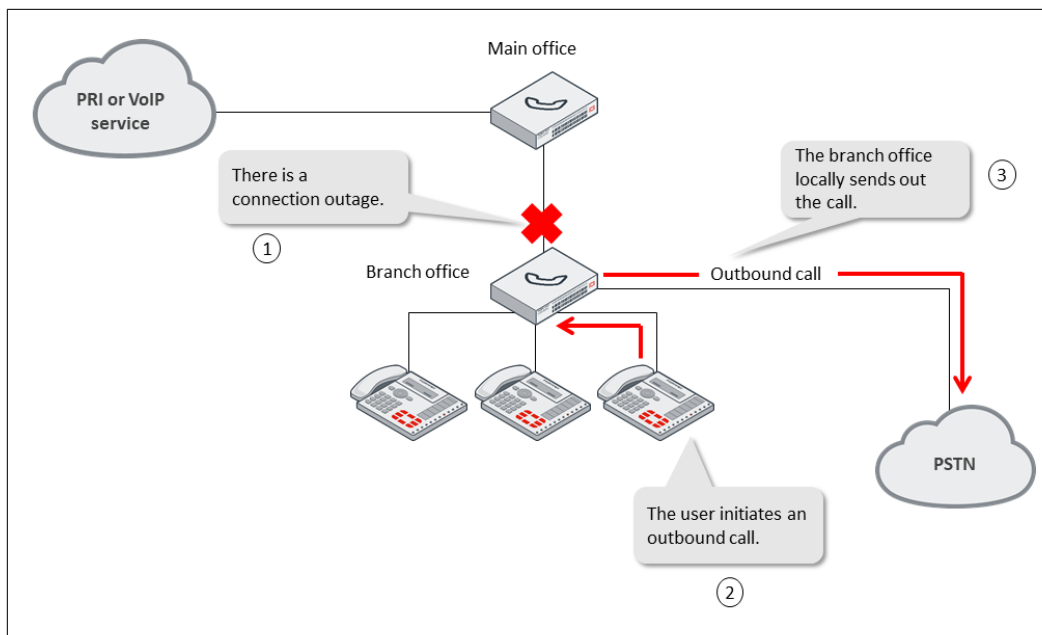 Main office
PRI or VoIP
service
There is a
connection outage.
1
The branch office
locally sends out
the call.
3
Branch office
Outbound call
PSTN
The user initiates an
outbound call.
2